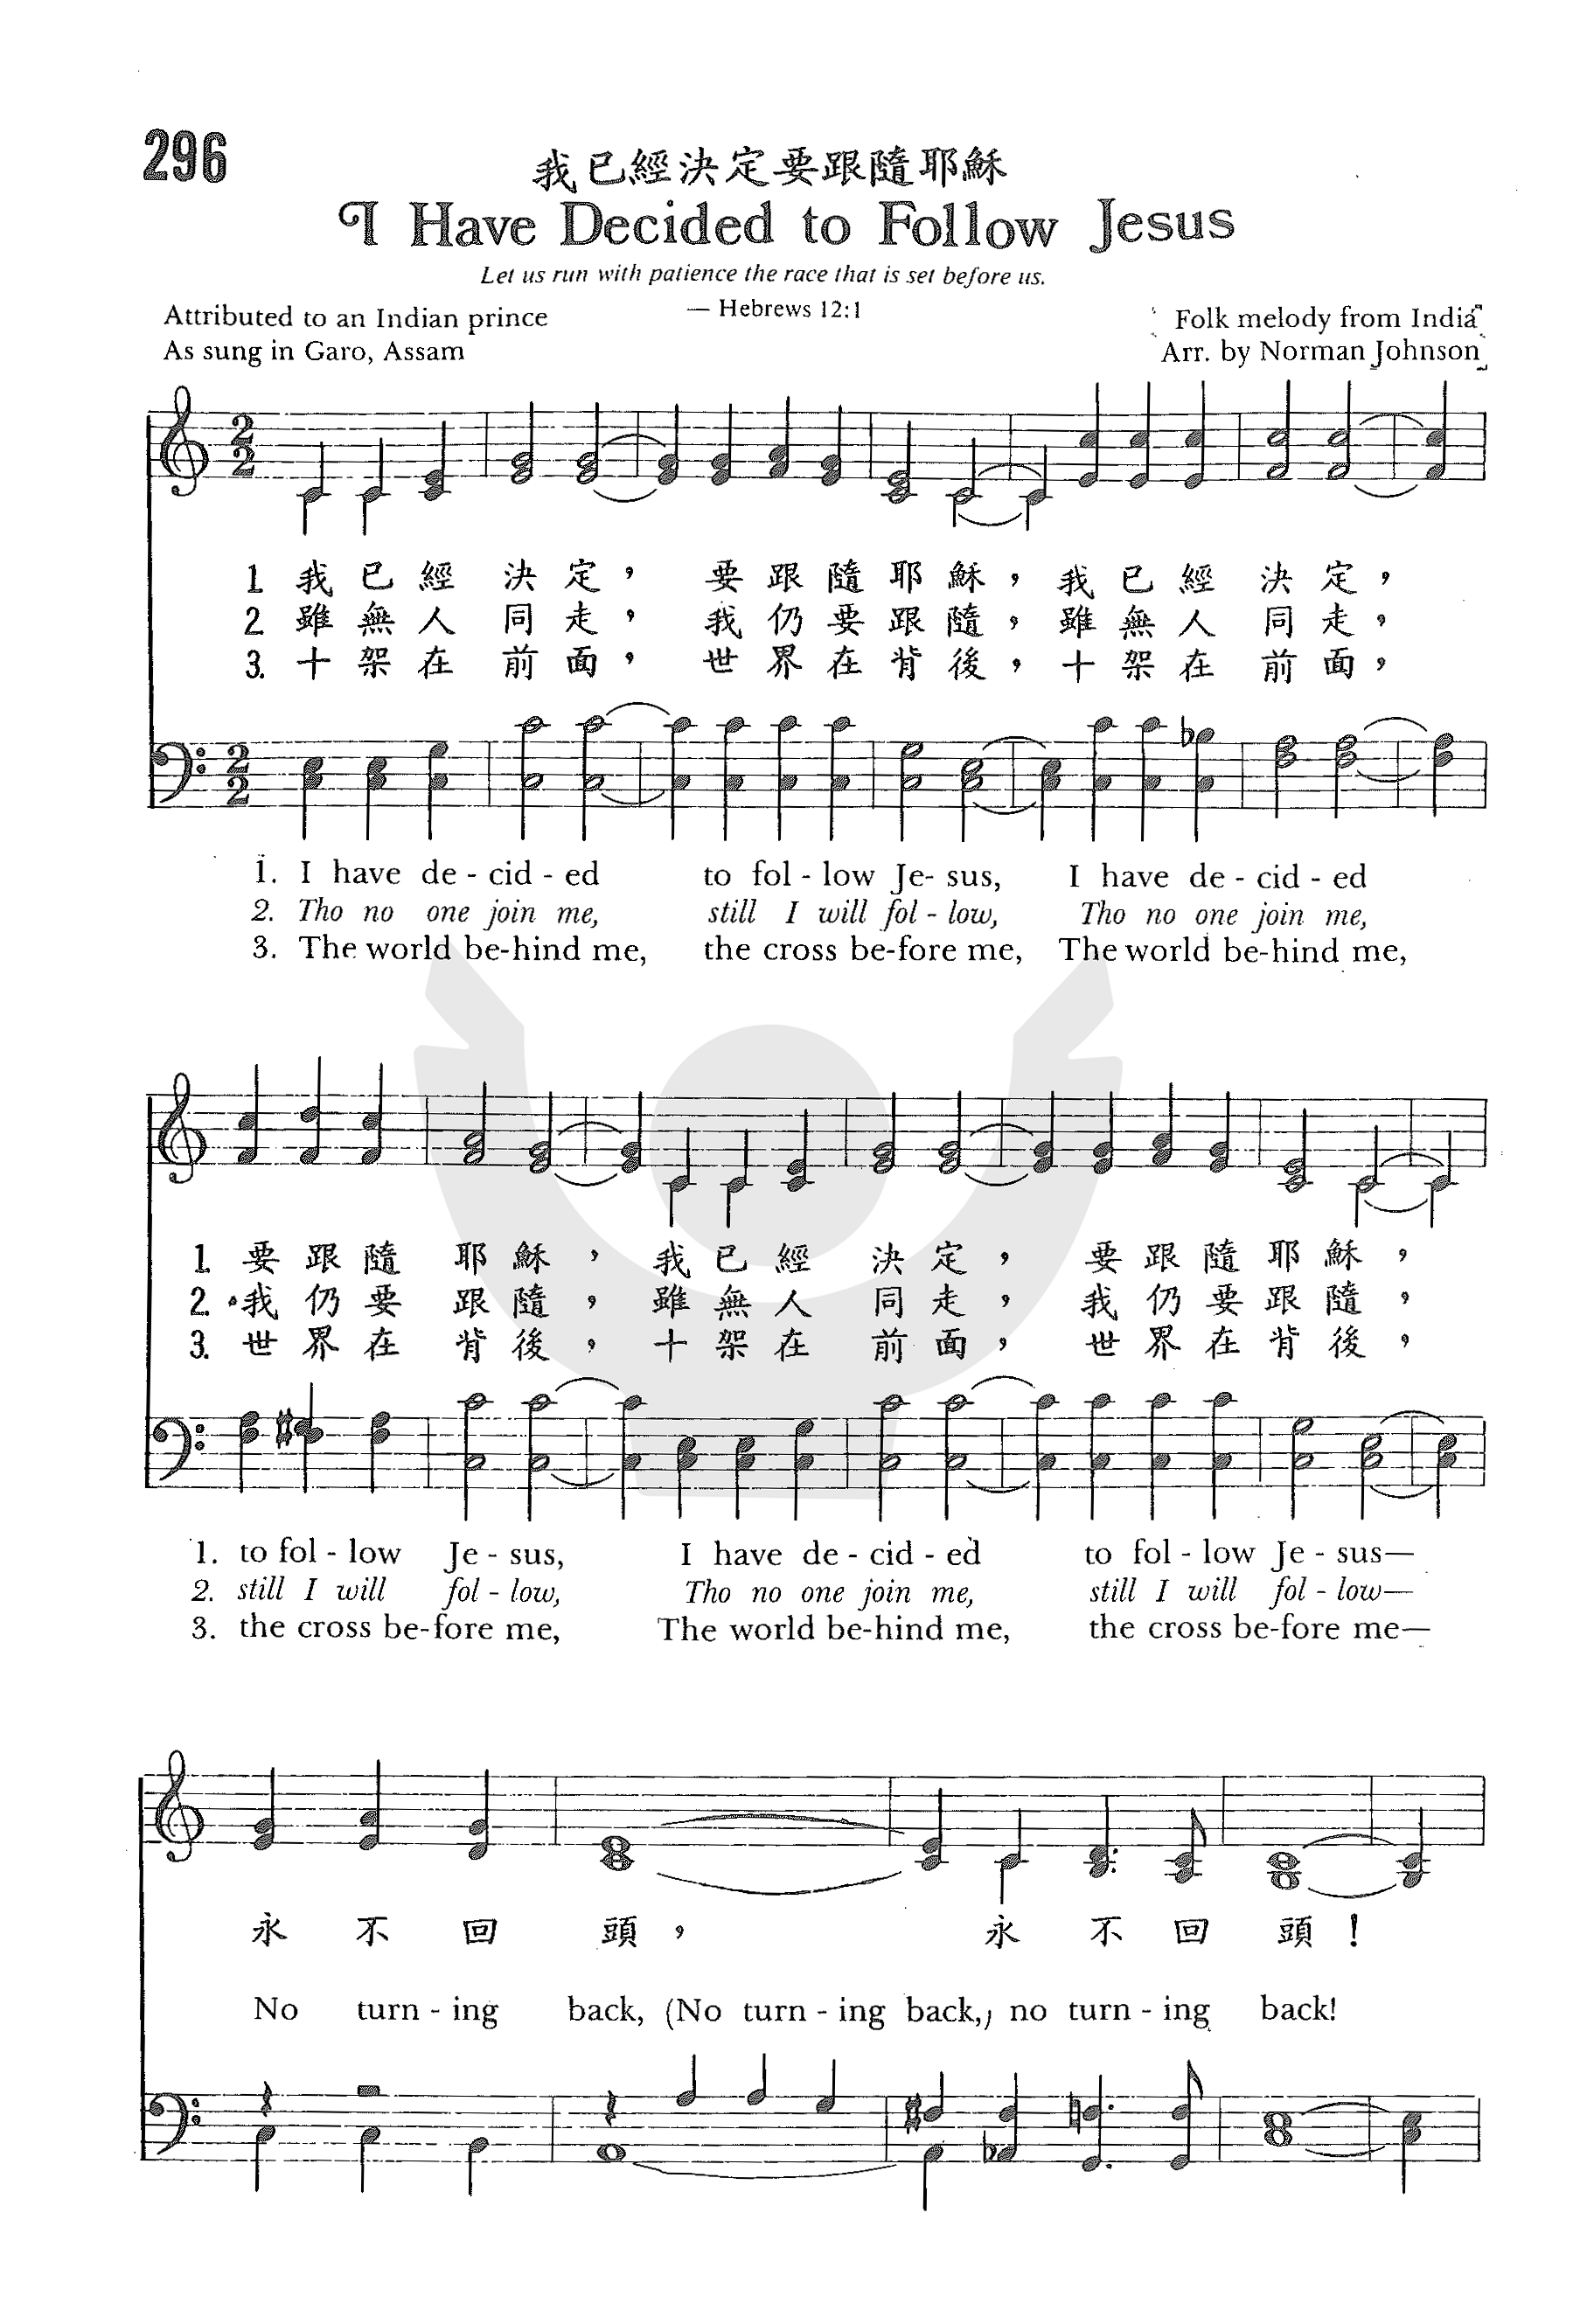 296
我已經決定要跟隨耶穌
I Have Decided to Follow Jesus
Let us run with patience the race that is set before us.
— Hebrews 12:1
Attributed to an Indian prince
As sung in Garo, Assam
Folk melody from India
Arr. by Norman Johnson
2
2
1. 我已經決定，要跟隨耶穌，我已經決定，
2. 雖無人同走，我仍要跟隨，雖無人同走，
3. 十架在前面，世界在背後，十架在前面，
2
2
1. I have de - cid - ed to fol - low Je- sus, I have de - cid - ed
2. Tho no one join me, still I will fol - low, Tho no one join me,
3. The world be-hind me, the cross be-fore me, The world be-hind me,
1. 要跟隨耶穌，我已經決定，要跟隨耶穌，
2. 我仍要跟隨，雖無人同走，我仍要跟隨，
3. 世界在背後，十架在前面，世界在背後，
1. to fol - low Je - sus, I have de - cid - ed to fol - low Je - sus—
2. still I will fol - low, Tho no one join me, still I will fol - low—
3. the cross be-fore me, The world be-hind me, the cross be-fore me—
永不回頭，永不回頭！
No turn - ing back, (No turn - ing back,) no turn - ing back!